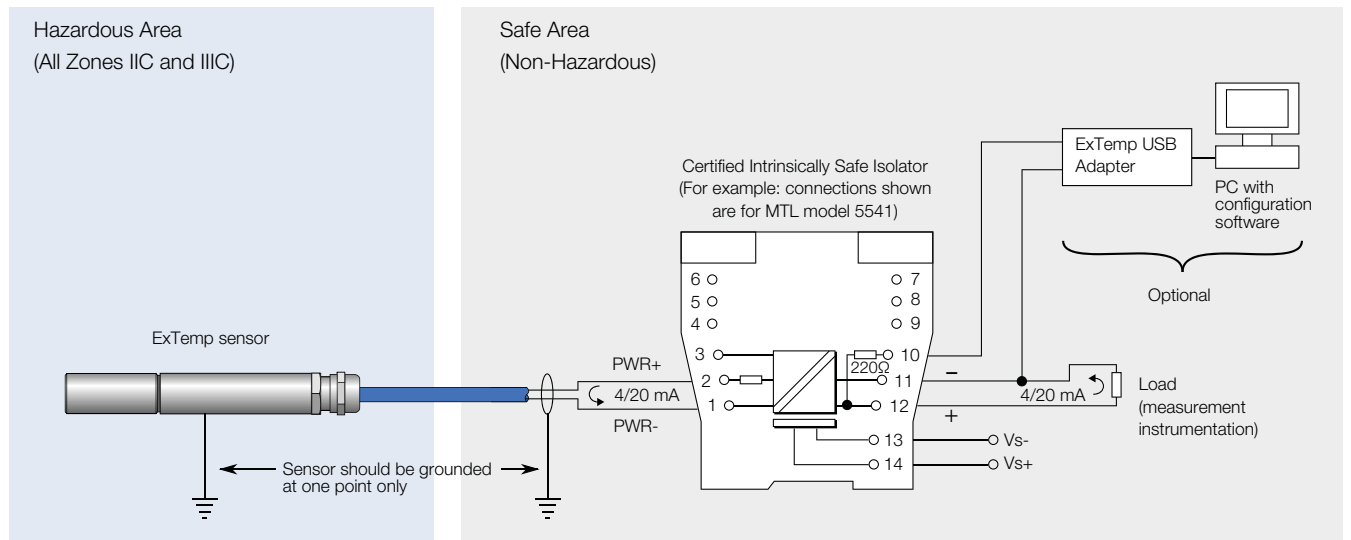 Hazardous Area
(All Zones IIC and IIIC)
Safe Area
(Non-Hazardous)
ExTemp USB
Adapter
PC with
configuration
software
Optional
Certified Intrinsically Safe Isolator
(For example: connections shown
are for MTL model 5541)
6
5
4
3
2
1
7
8
9
10
220Ω
11
12
13
14
ExTemp sensor
PWR+
4/20 mA
PWR-
−
4/20 mA
+
Load
(measurement
instrumentation)
Vs-
Vs+
Sensor should be grounded
at one point only